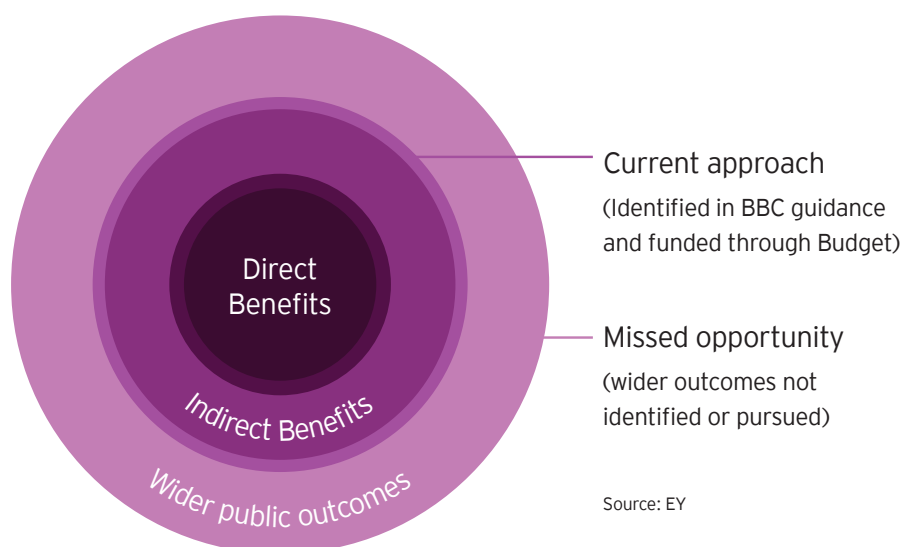 Direct
Benefits
Indirect Benefits
Wider public outcomes
Current approach
(Identified in BBC guidance
and funded through Budget)
Missed opportunity
(wider outcomes not
identified or pursued)
Source: EY